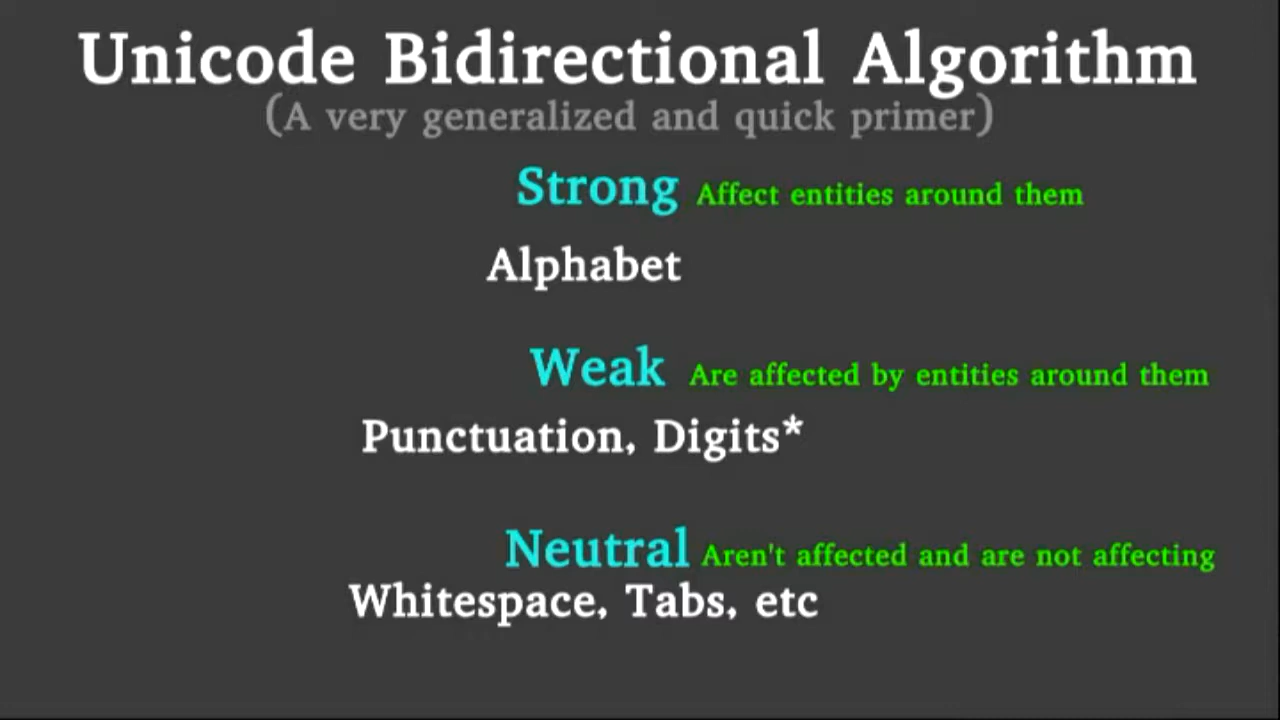 Unicode Bidirectional Algorithm
(A very generalized and quick primer)
Strong Affect entities around them
Alphabet
Weak Are affected by entities around them
Punctuation, Digits*
Neutral Aren't affected and are not affecting
Whitespace, Tabs, etc